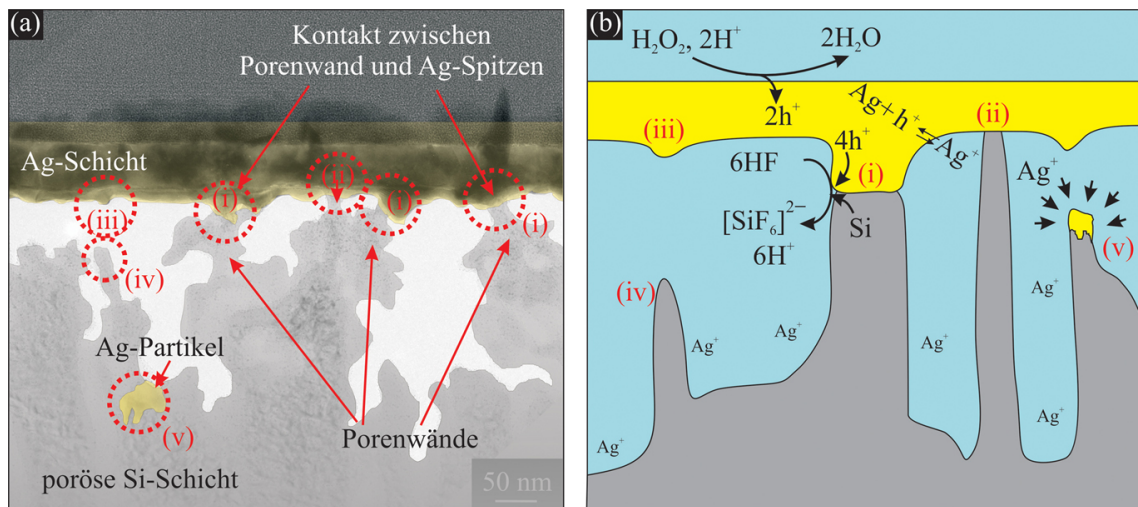 (a)
Kontakt zwischen
Porenwand und Ag-Spitzen
Ag-Schicht
(i)
(ii)
(i)
(iii)
(i)
(iv)
Ag-Partikel
(v)
Porenwände
poröse Si-Schicht
50 nm
(b)
H₂O₂, 2H⁺
2H₂O
2h⁺
Ag+h⁺
Ag⁺
(ii)
(iii)
4h⁺
6HF
(i)
Ag⁺
[SiF₆]²⁻
Si
6H⁺
(v)
(iv)
Ag⁺
Ag⁺
Ag⁺
Ag⁺
Ag⁺
Ag⁺